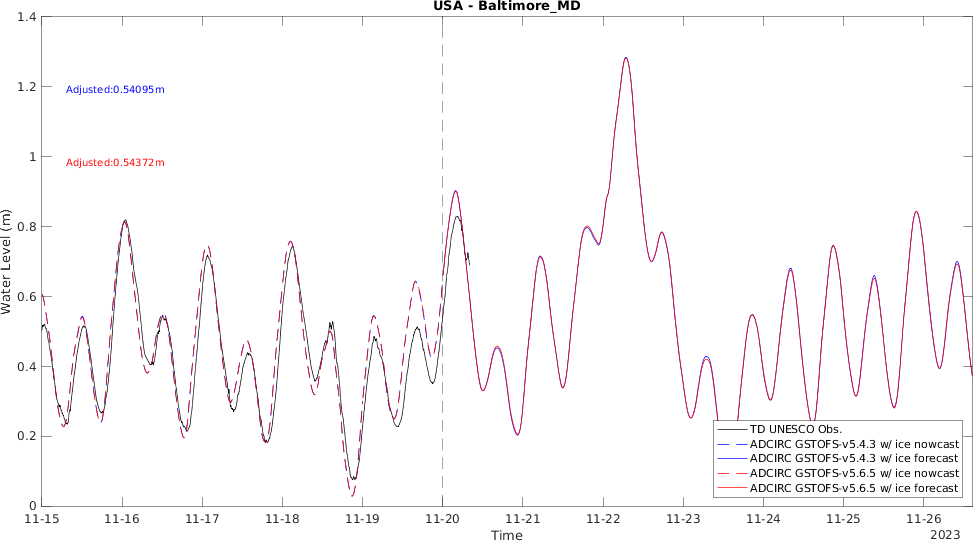 USA - Baltimore_MD
1.4
1.2
1
0.8
0.6
0.4
0.2
0
Water Level (m)
Adjusted:0.54095m
Adjusted:0.54372m
TD UNESCO Obs.
ADCIRC GSTOFS-v5.4.3 w/ ice nowcast
ADCIRC GSTOFS-v5.4.3 w/ ice forecast
ADCIRC GSTOFS-v5.6.5 w/ ice nowcast
ADCIRC GSTOFS-v5.6.5 w/ ice forecast
11-15 11-16 11-17 11-18 11-19 11-20 11-21 11-22 11-23 11-24 11-25 11-26
Time
2023